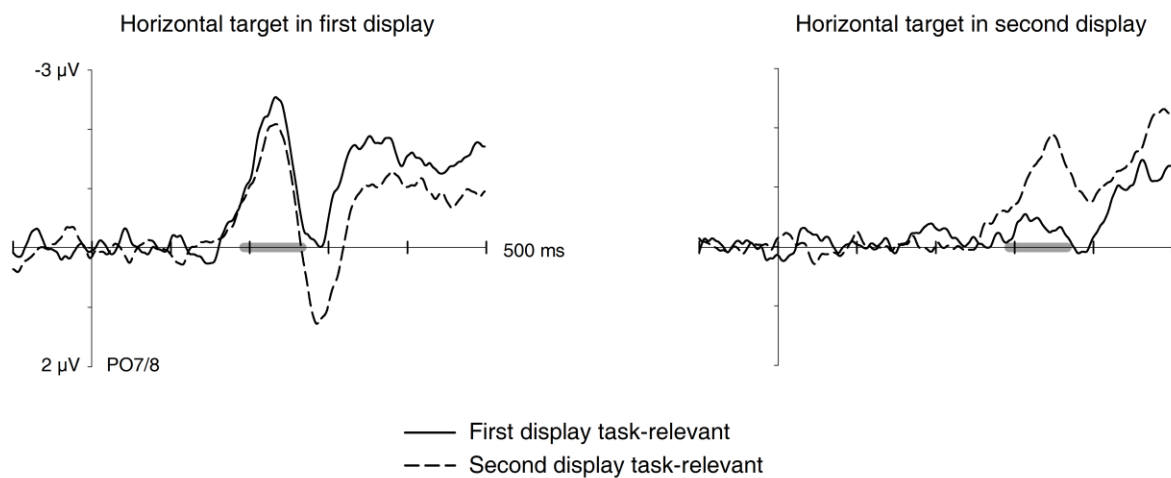 Horizontal target in first display
Horizontal target in second display
-3 µV
500 ms
2 µV
PO7/8
First display task-relevant
Second display task-relevant